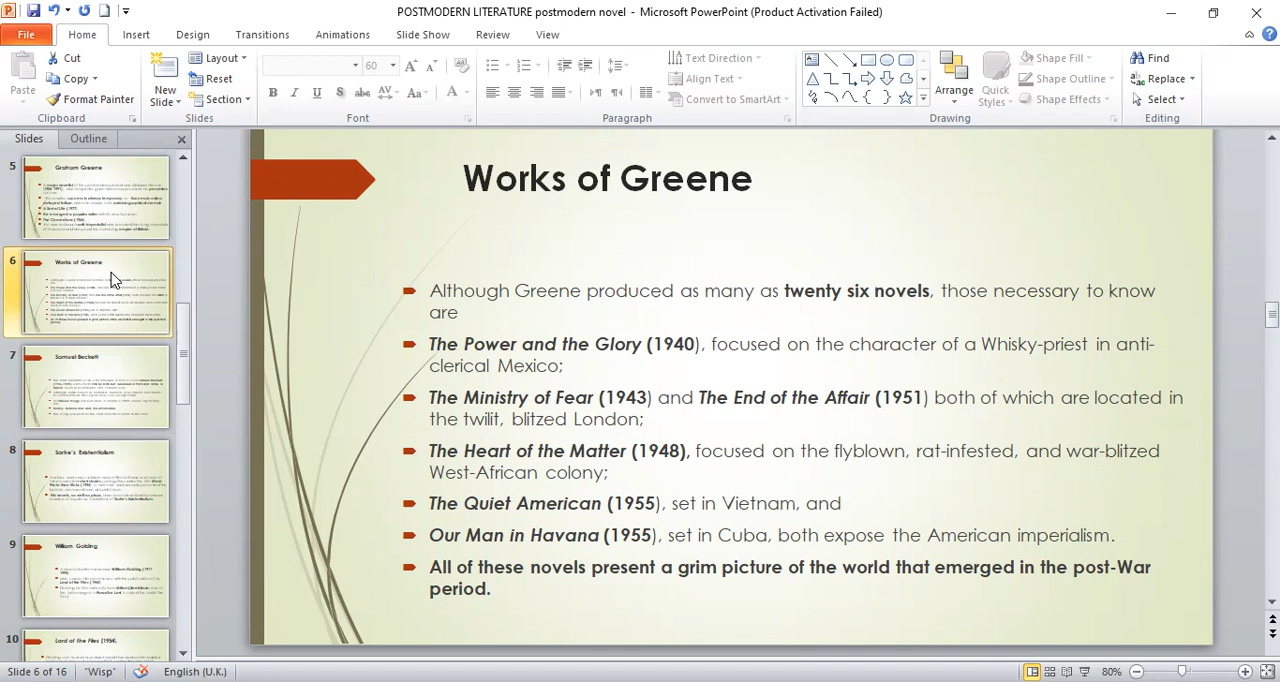 POSTMODERN LITERATURE postmodern novel - Microsoft PowerPoint (Product Activation Failed)
File Home Insert Design Transitions Animations Slide Show Review View
Paste
Cut
Copy
Format Painter
Clipboard
New Slide
Layout
Reset
Section
Slides
60
B I U S abc AV Aa A
Font
Paragraph
Text Direction
Align Text
Convert to SmartArt
Arrange
Quick Styles
Shape Fill
Shape Outline
Shape Effects
Drawing
Find
Replace
Select
Editing
Slides Outline
5
Graham Greene
6
Works of Greene
7
Samuel Beckett
8
Sartre's Existentialism
9
William Golding
10
Lord of the Flies (1954).
Works of Greene
Although Greene produced as many as twenty six novels, those necessary to know
are
The Power and the Glory (1940), focused on the character of a Whisky-priest in anti-
clerical Mexico;
The Ministry of Fear (1943) and The End of the Affair (1951) both of which are located in
the twilit, blitzed London;
The Heart of the Matter (1948), focused on the flyblown, rat-infested, and war-blitzed
West-African colony;
The Quiet American (1955), set in Vietnam, and
Our Man in Havana (1955), set in Cuba, both expose the American imperialism.
All of these novels present a grim picture of the world that emerged in the post-War
period.
Slide 6 of 16 "Wisp" English (U.K.) 80%